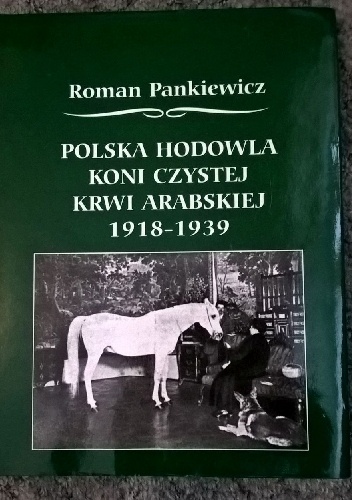 Roman Pankiewicz
POLSKA HODOWLA
KONI CZYSTEJ
KRWI ARABSKIEJ
1918-1939